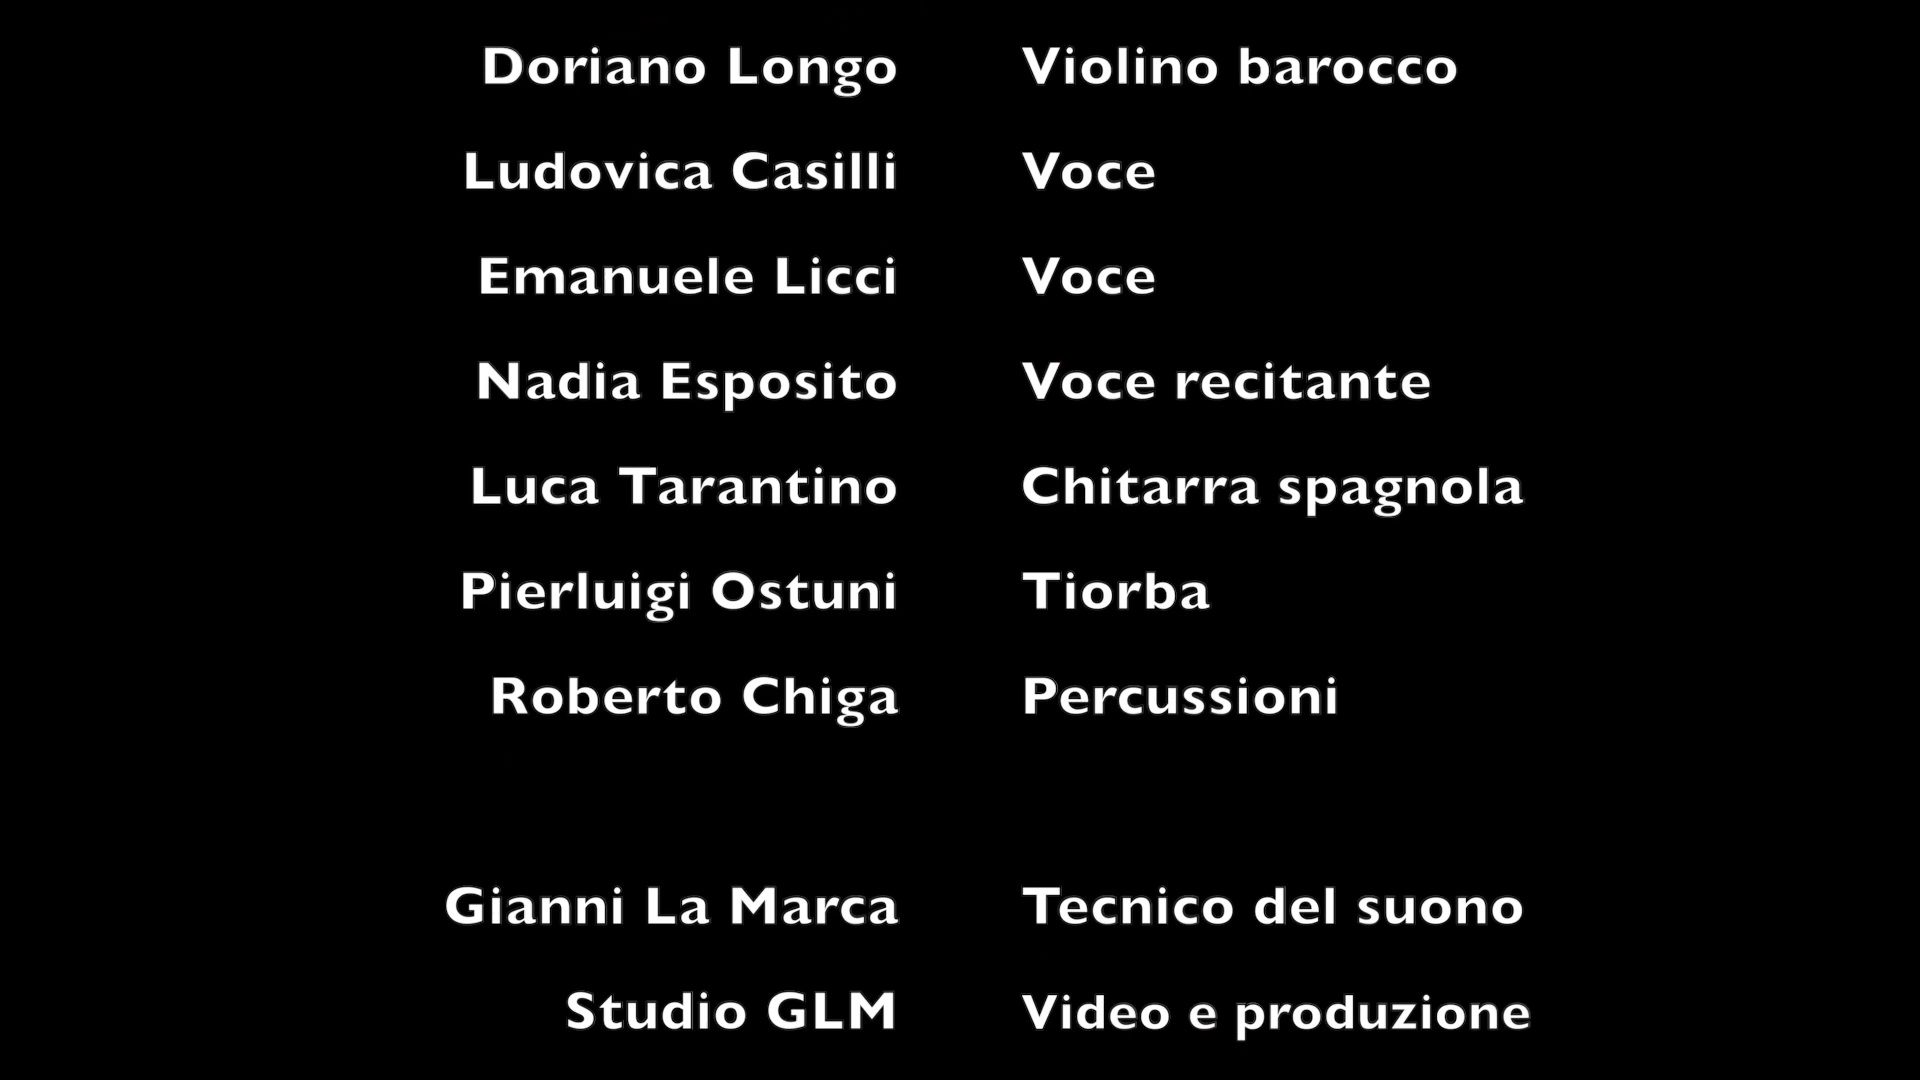 Doriano Longo Violino barocco
Ludovica Casilli Voce
Emanuele Licci Voce
Nadia Esposito Voce recitante
Luca Tarantino Chitarra spagnola
Pierluigi Ostuni Tiorba
Roberto Chiga Percussioni
Gianni La Marca Tecnico del suono
Studio GLM Video e produzione